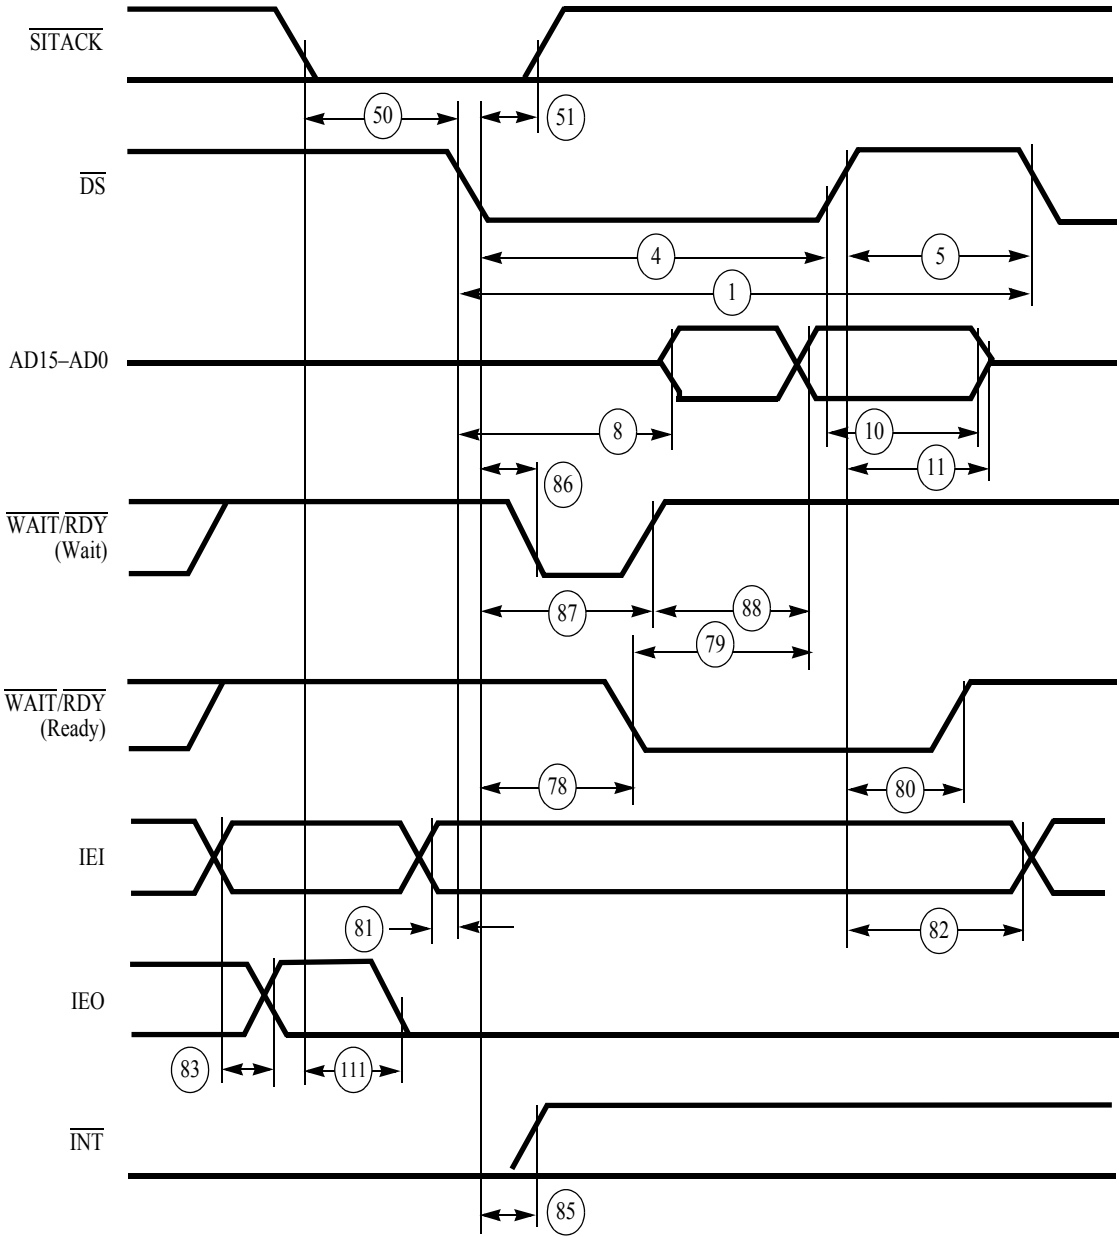 SITACK
50
51
DS
4
5
1
AD15–AD0
8
10
11
86
WAIT/RDY
(Wait)
87
88
79
WAIT/RDY
(Ready)
78
80
IEI
81
82
IEO
83
111
INT
85